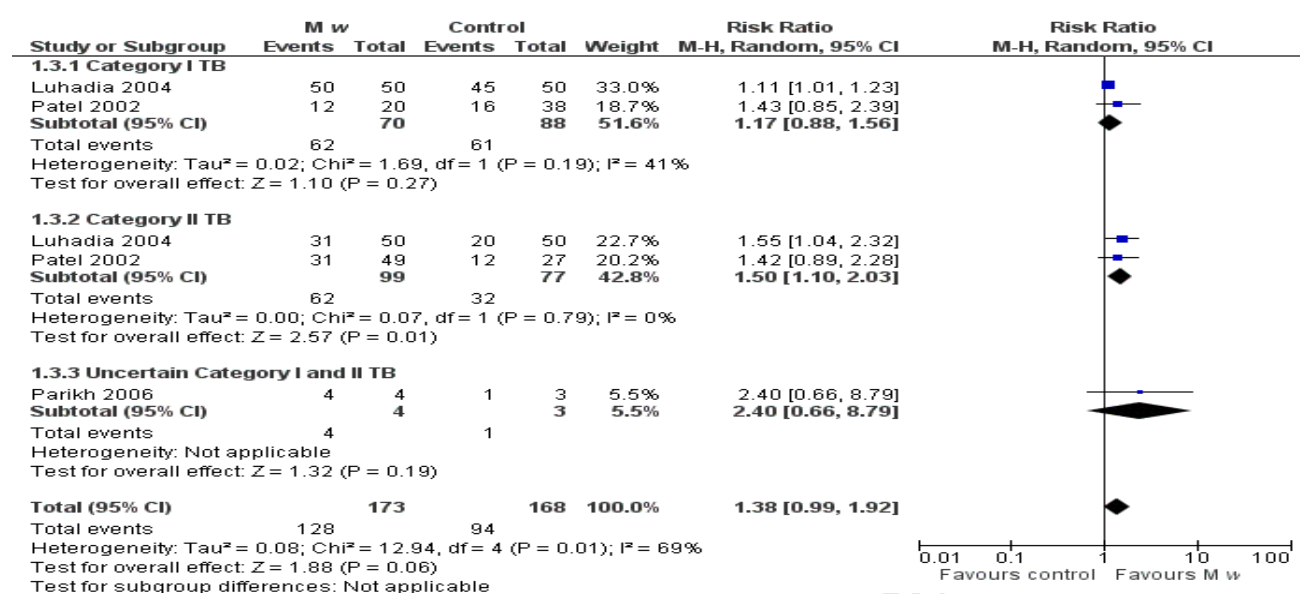 M w Control Risk Ratio Risk Ratio
Study or Subgroup Events Total Events Total Weight M-H, Random, 95% CI M-H, Random, 95% CI
1.3.1 Category I TB
Luhadia 2004 50 50 45 50 33.0% 1.11 [1.01, 1.23]
Patel 2002 12 20 16 38 18.7% 1.43 [0.85, 2.39]
Subtotal (95% CI) 70 88 51.6% 1.17 [0.88, 1.56]
Total events 62 61
Heterogeneity: Tau² = 0.02; Chi² = 1.69, df = 1 (P = 0.19); I² = 41%
Test for overall effect: Z = 1.10 (P = 0.27)
1.3.2 Category II TB
Luhadia 2004 31 50 20 50 22.7% 1.55 [1.04, 2.32]
Patel 2002 31 49 12 27 20.2% 1.42 [0.89, 2.28]
Subtotal (95% CI) 99 77 42.8% 1.50 [1.10, 2.03]
Total events 62 32
Heterogeneity: Tau² = 0.00; Chi² = 0.07, df = 1 (P = 0.79); I² = 0%
Test for overall effect: Z = 2.57 (P = 0.01)
1.3.3 Uncertain Category I and II TB
Parikh 2006 4 4 1 3 5.5% 2.40 [0.66, 8.79]
Subtotal (95% CI) 4 3 5.5% 2.40 [0.66, 8.79]
Total events 4 1
Heterogeneity: Not applicable
Test for overall effect: Z = 1.32 (P = 0.19)
Total (95% CI) 173 168 100.0% 1.38 [0.99, 1.92]
Total events 128 94
Heterogeneity: Tau² = 0.08; Chi² = 12.94, df = 4 (P = 0.01); I² = 69%
Test for overall effect: Z = 1.88 (P = 0.06)
Test for subgroup differences: Not applicable
0.01 0.1 1 10 100
Favours control Favours M w